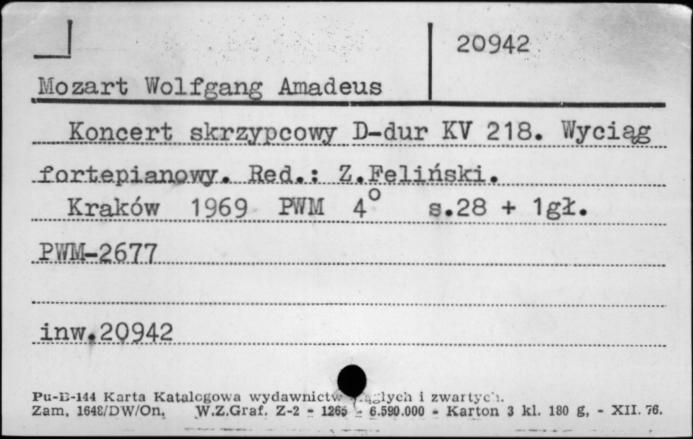 20942
Mozart Wolfgang Amadeus
Koncert skrzypcowy D-dur KV 218. Wyciąg
fortepianowy. Red.: Z.Feliński.
Kraków 1969 PWM 4° s.28 + 1gł.
PWM-2677
inw.20942
Pu-B-144 Karta Katalogowa wydawnictw i zwartych.
Zam. 1648/DW/On. W.Z.Graf. Z-2 - 1265 - 6.590.000 - Karton 3 kl. 180 g, - XII. 76.